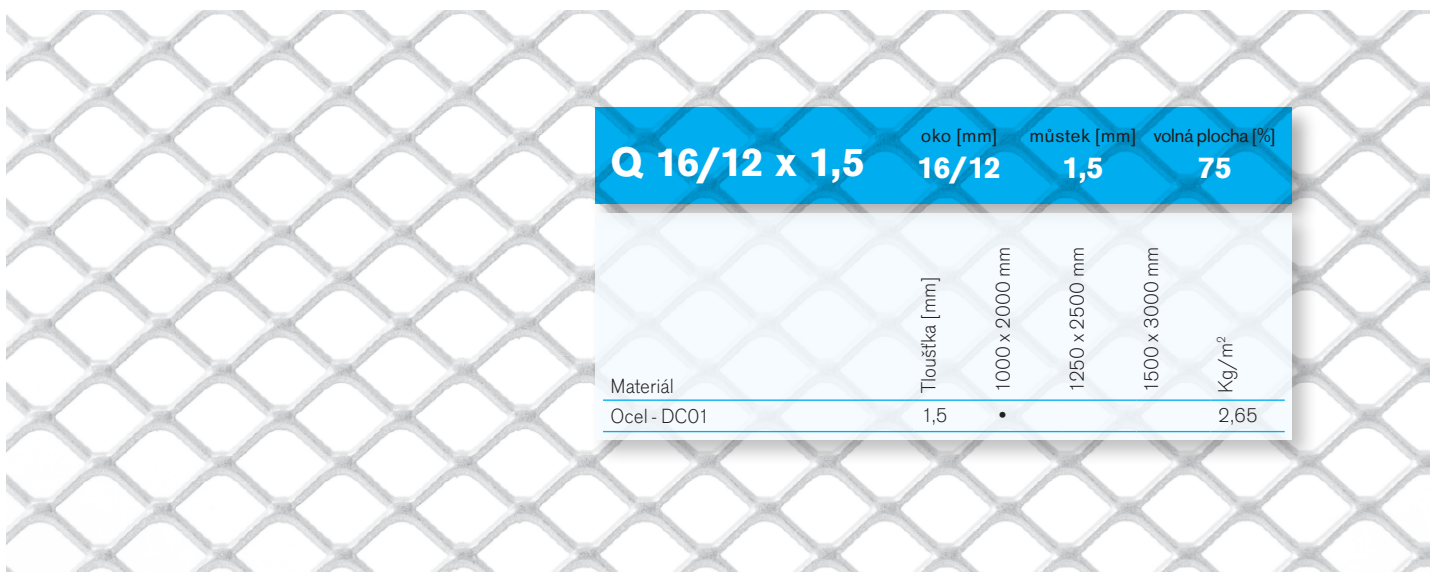 Q 16/12 x 1,5
oko [mm] můstek [mm] volná plocha [%]
16/12 1,5 75
Materiál Tloušťka [mm] 1000 x 2000 mm 1250 x 2500 mm 1500 x 3000 mm Kg/m²
Ocel - DC01 1,5 • 2,65